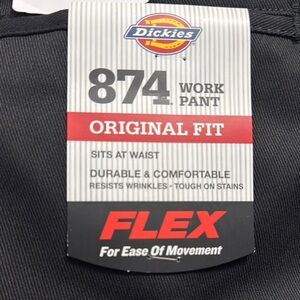 Dickies
874 WORK
PANT
ORIGINAL FIT
SITS AT WAIST
DURABLE & COMFORTABLE
RESISTS WRINKLES • TOUGH ON STAINS
FLEX
For Ease Of Movement